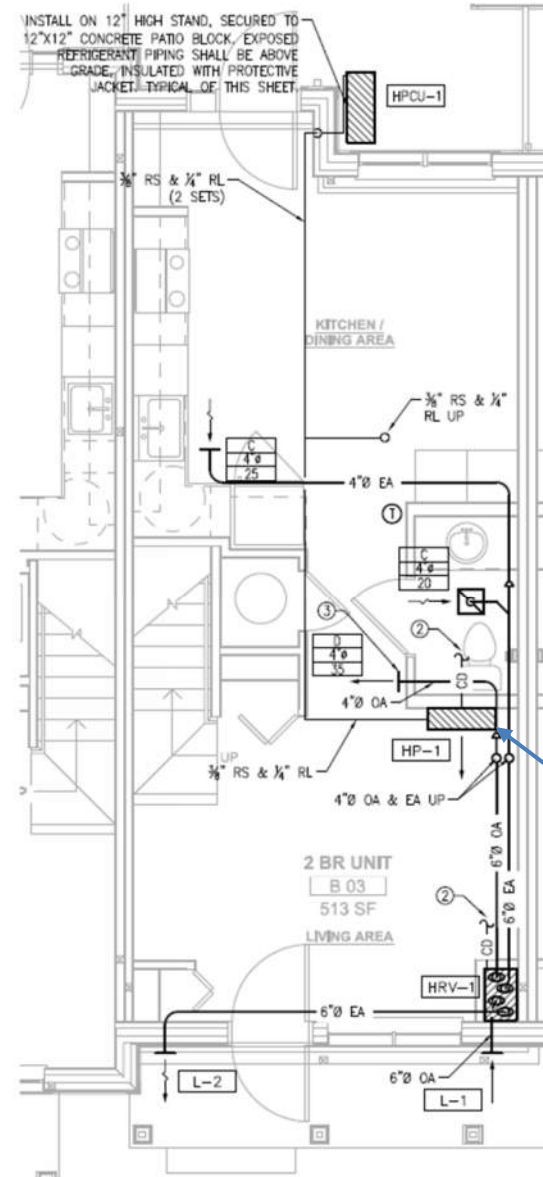 INSTALL ON 12" HIGH STAND, SECURED TO
12"X12" CONCRETE PATIO BLOCK. EXPOSED
REFRIGERANT PIPING SHALL BE ABOVE
GRADE, INSULATED WITH PROTECTIVE
JACKET. TYPICAL OF THIS SHEET.
HPCU-1
⅜" RS & ¼" RL
(2 SETS)
KITCHEN /
DINING AREA
⅜" RS & ¼"
RL UP
C
4"ø
25
4"Ø EA
T
C
4"ø
20
3
2
D
4"ø
35
CD
4"Ø OA
HP-1
UP
⅜" RS & ¼" RL
4"Ø OA & EA UP
6"Ø OA
6"Ø EA
2 BR UNIT
B 03
513 SF
2
LIVING AREA
CD
HRV-1
6"Ø EA
6"Ø OA
L-2
L-1